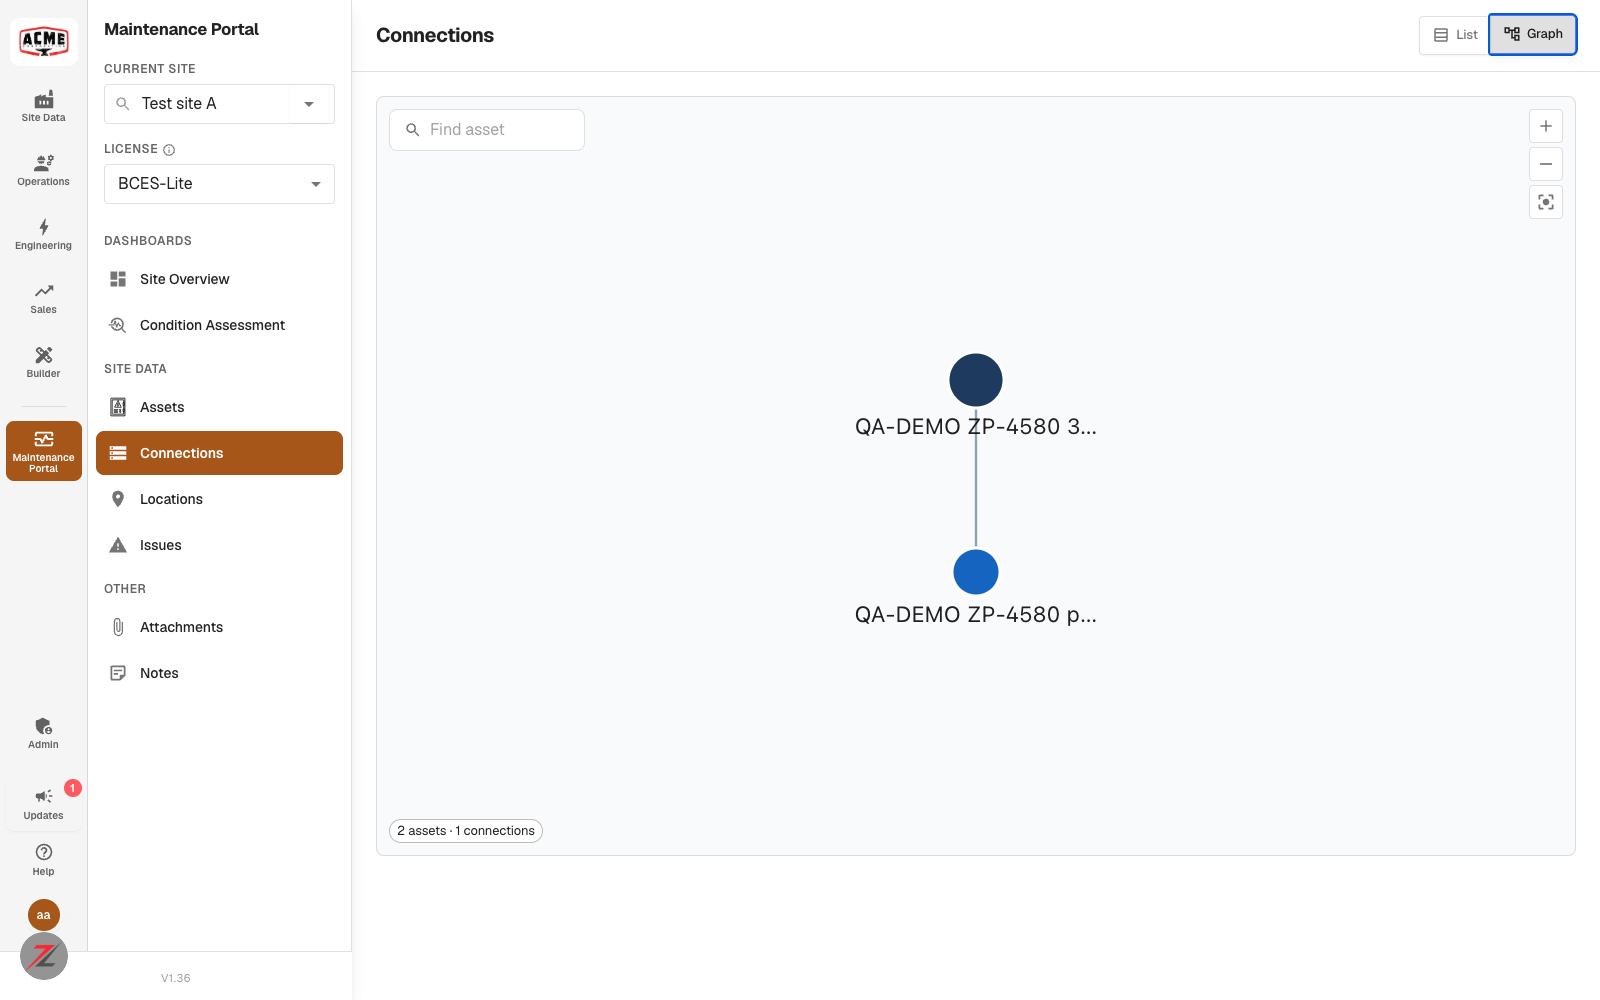 ACME
Site Data
Operations
Engineering
Sales
Builder
Maintenance
Portal
Admin
1
Updates
Help
aa
Maintenance Portal
CURRENT SITE
Test site A
LICENSE
BCES-Lite
DASHBOARDS
Site Overview
Condition Assessment
SITE DATA
Assets
Connections
Locations
Issues
OTHER
Attachments
Notes
V1.36
Connections
List
Graph
Find asset
QA-DEMO ZP-4580 3...
QA-DEMO ZP-4580 p...
2 assets · 1 connections